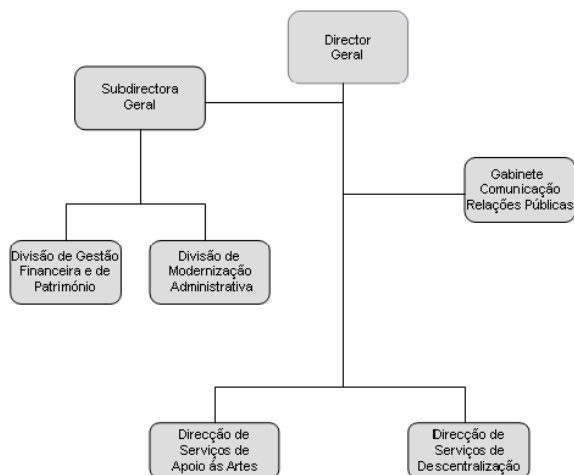 Director
Geral
Subdirectora
Geral
Gabinete
Comunicação
Relações Públicas
Divisão de Gestão
Financeira e de
Património
Divisão de
Modernização
Administrativa
Direcção de
Serviços de
Apoio ás Artes
Direcção de
Serviços de
Descentralização